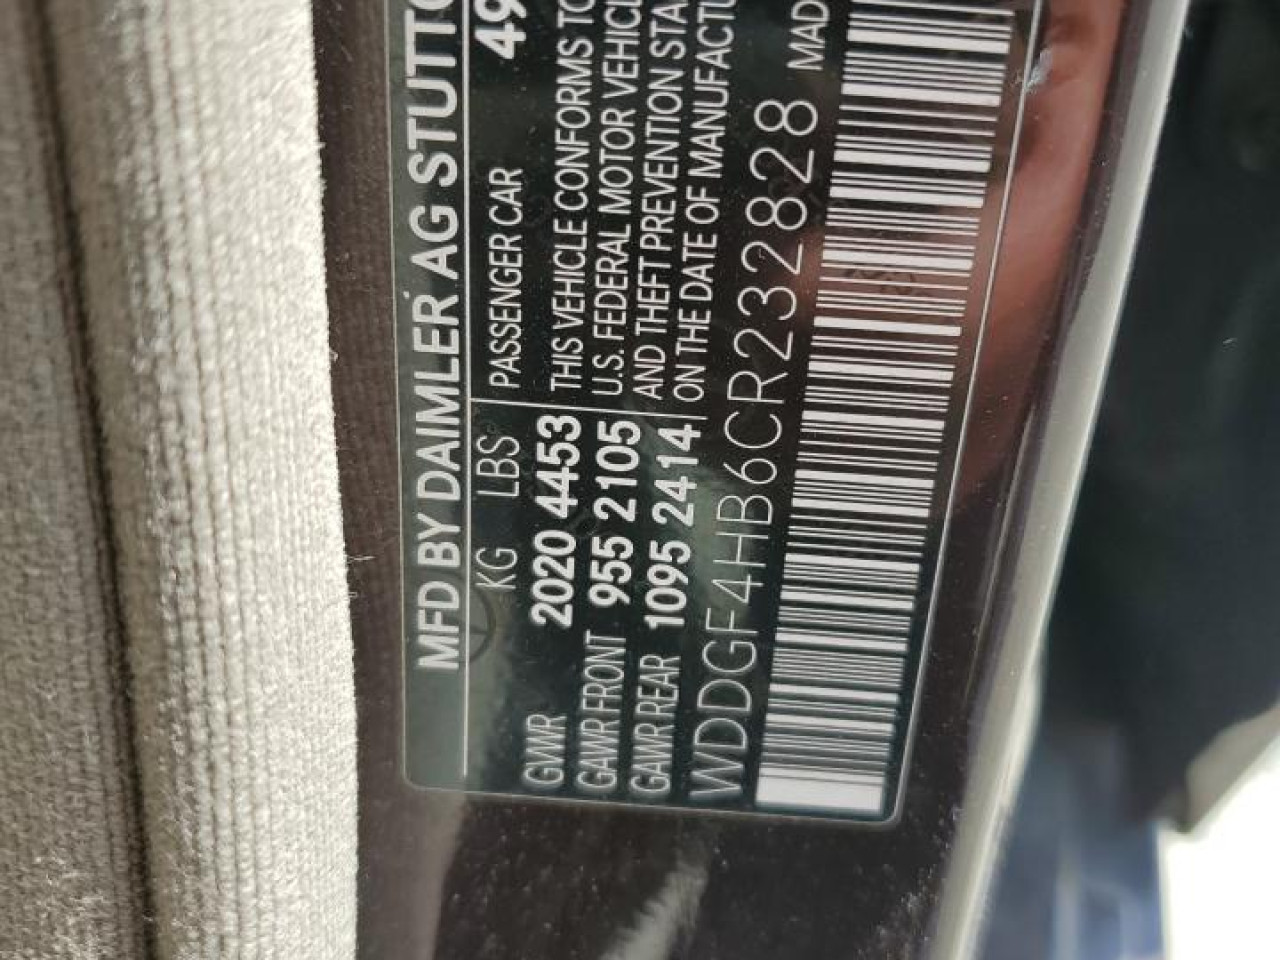 MFD BY DAIMLER AG STUTTG
KG LBS PASSENGER CAR 49
GVWR 2020 4453 THIS VEHICLE CONFORMS TO
GAWR FRONT 955 2105 U.S. FEDERAL MOTOR VEHICL
GAWR REAR 1095 2414 AND THEFT PREVENTION STA
ON THE DATE OF MANUFACTU
WDDGF4HB6CR232828 MAD